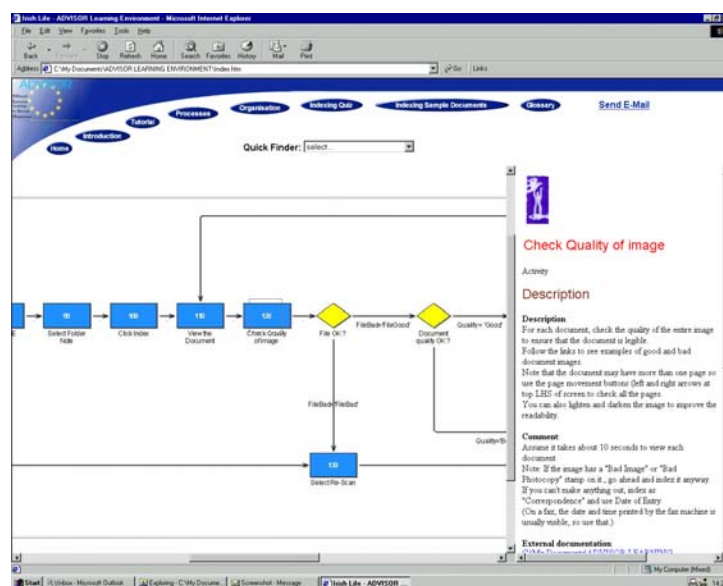 Irish Life - ADVISOR Learning Environment - Microsoft Internet Explorer
File Edit View Favorites Tools Help
Back Stop Refresh Home Search Favorites History Mail Print
Address C:\My Documents\ADVISOR LEARNING ENVIRONMENT\index.htm Go Links
ADVISOR
Home
Introduction
Tutorial
Processes
Organisation
Indexing Quiz
Indexing Sample Documents
Glossary
Send E-Mail
Quick Finder: select...
Select Folder
Note
Click Index
View the
Document
Check Quality
of image
File OK?
FileBad='FileGood'
Document
quality OK?
Quality= 'Good'
FileBad='FileBad'
Select Re-Scan
Check Quality of image
Activity
Description
Description
For each document, check the quality of the entire image
to ensure that the document is legible.
Follow the links to see examples of good and bad
document images.
Note that the document may have more than one page so
use the page movement buttons (left and right arrows at
top LHS of screen to check all the pages.
You can also lighten and darken the image to improve the
readability.
Comment
Assume it takes about 10 seconds to view each
document
Note: If the image has a "Bad Image" or "Bad
Photocopy" stamp on it., go ahead and index it anyway.
If you can't make anything out, index as
"Correspondence" and use Date of Entry.
(On a fax, the date and time printed by the fax machine is
usually visible, so use that.)
External documentation:
My Computer (Mixed)
Start Inbox - Microsoft Outlook Exploring - C:\My Docume... Screenshot - Message Irish Life - ADVISOR ...